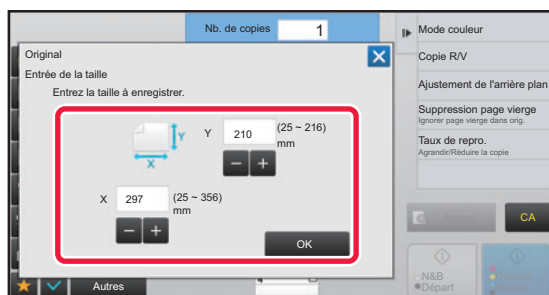 Nb. de copies
1
Mode couleur
Original
Copie R/V
Entrée de la taille
Entrez la taille à enregistrer.
Ajustement de l'arrière plan
Suppression page vierge
Ignorer page vierge dans orig.
Y
Y
210
(25 ~ 216)
mm
Taux de repro.
Agrandir/Réduire la copie
X
X
297
(25 ~ 356)
mm
CA
OK
N&B
Départ
Autres